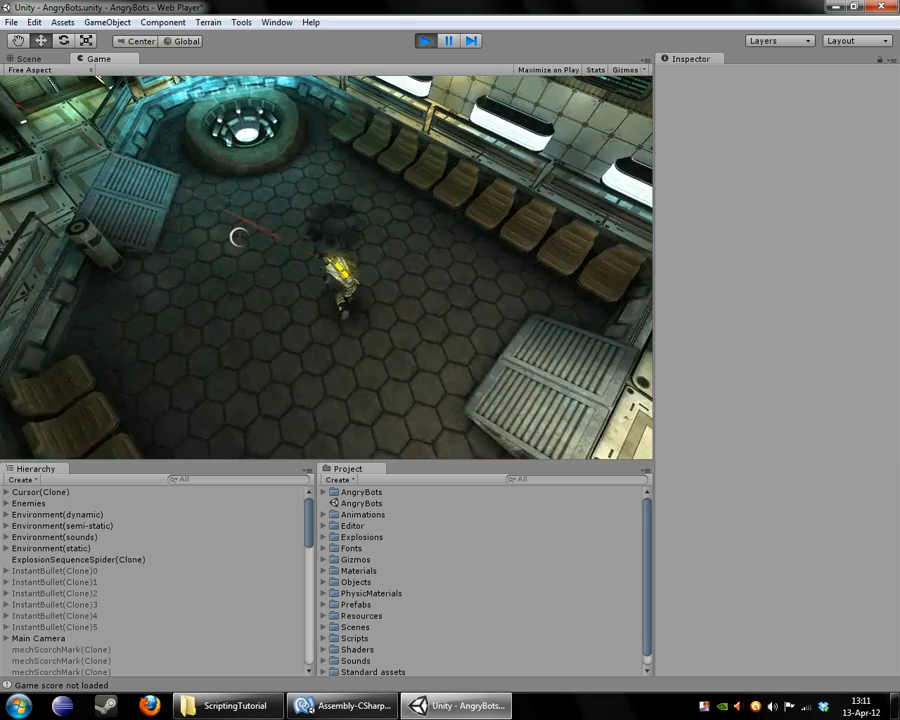 Unity - AngryBots.unity - AngryBots - Web Player*
File Edit Assets GameObject Component Terrain Tools Window Help
Center Global Layers Layout
Scene Game Inspector
Free Aspect Maximize on Play Stats Gizmos
Hierarchy Project
Create All Create All
Cursor(Clone)
Enemies
Environment(dynamic)
Environment(semi-static)
Environment(sounds)
Environment(static)
ExplosionSequenceSpider(Clone)
InstantBullet(Clone)0
InstantBullet(Clone)1
InstantBullet(Clone)2
InstantBullet(Clone)3
InstantBullet(Clone)4
InstantBullet(Clone)5
Main Camera
mechScorchMark(Clone)
mechScorchMark(Clone)
mechScorchMark(Clone)
AngryBots
AngryBots
Animations
Editor
Explosions
Fonts
Gizmos
Materials
Objects
PhysicMaterials
Prefabs
Resources
Scenes
Scripts
Shaders
Sounds
Standard assets
Game score not loaded
ScriptingTutorial Assembly-CSharp... Unity - AngryBots...
13:11
13-Apr-12